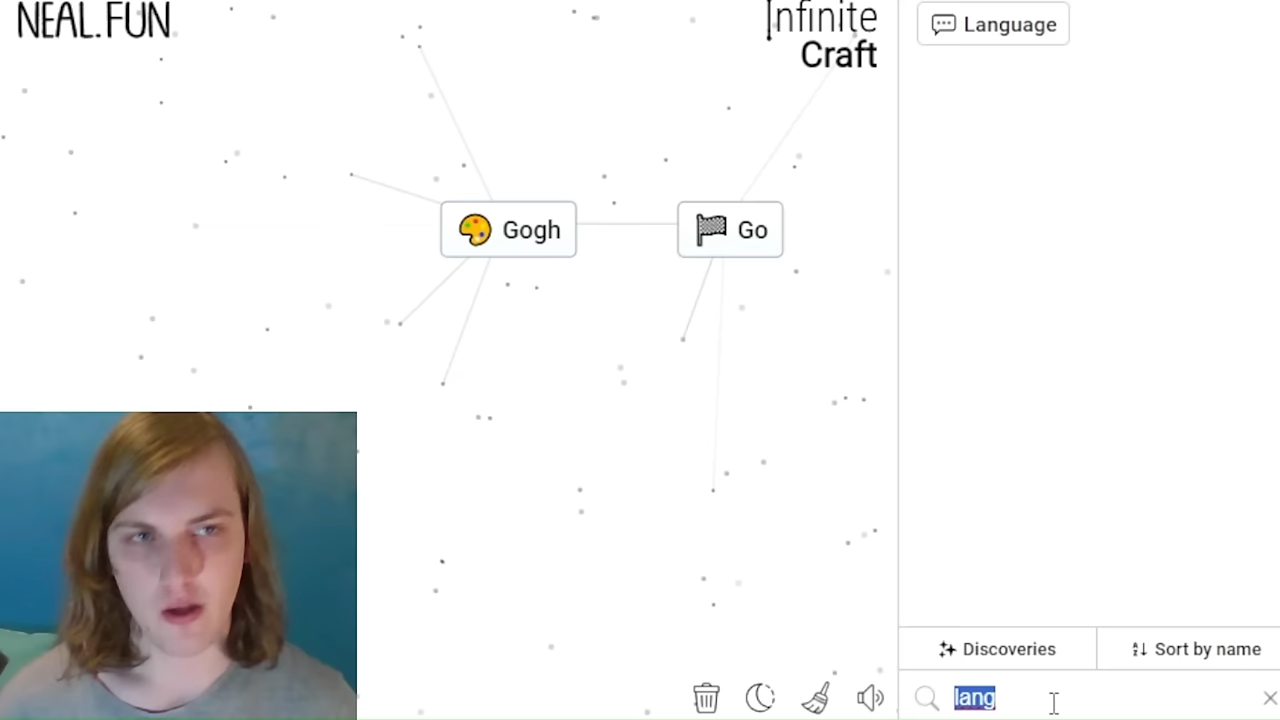 NEAL.FUN
Infinite
Craft
Language
Gogh
Go
Discoveries
Sort by name
lang